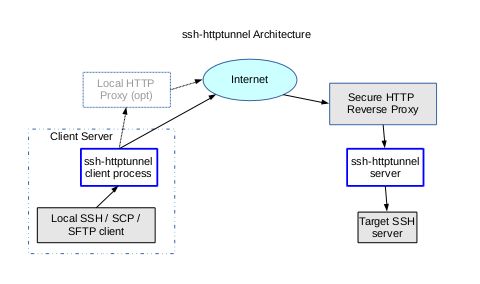 ssh-httptunnel Architecture
Local HTTP
Proxy (opt)
Internet
Secure HTTP
Reverse Proxy
Client Server
ssh-httptunnel
client process
ssh-httptunnel
server
Local SSH / SCP /
SFTP client
Target SSH
server